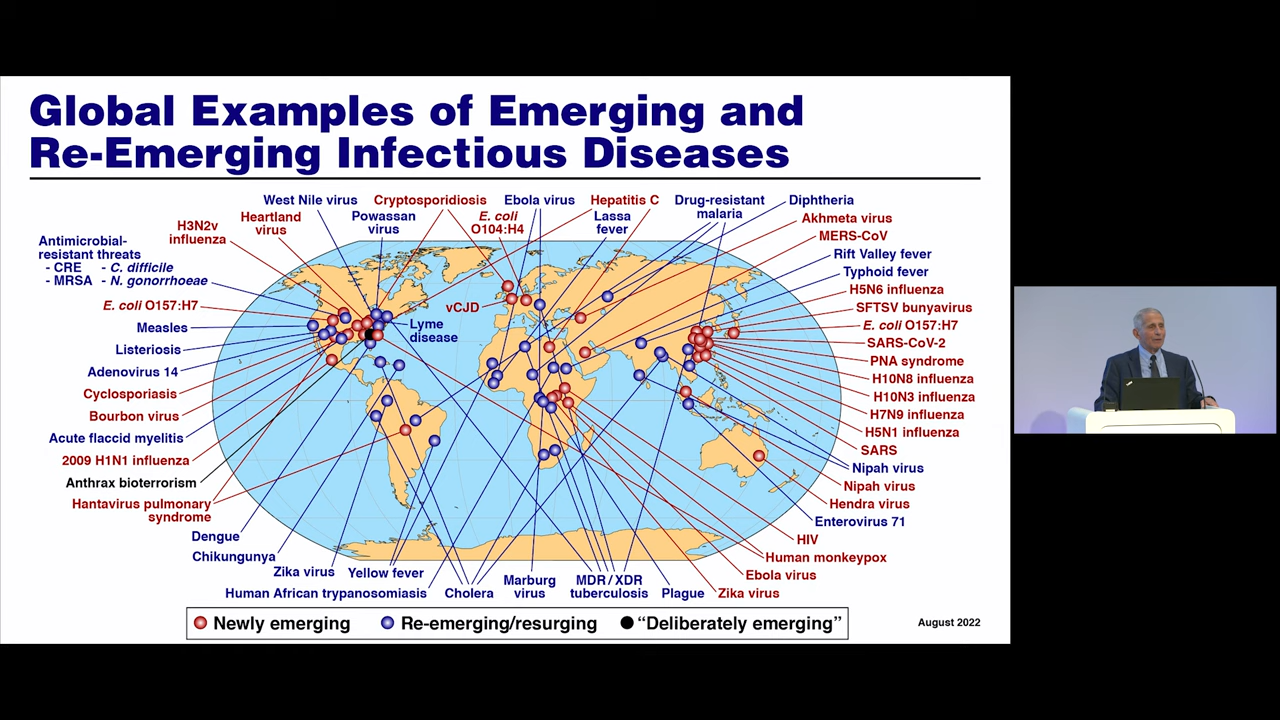 Global Examples of Emerging and
Re-Emerging Infectious Diseases
West Nile virus
Cryptosporidiosis
Ebola virus
Hepatitis C
Drug-resistant
malaria
Diphtheria
H3N2v
influenza
Heartland
virus
Powassan
virus
E. coli
O104:H4
Lassa
fever
Akhmeta virus
MERS-CoV
Antimicrobial-
resistant threats
- CRE - C. difficile
- MRSA - N. gonorrhoeae
Rift Valley fever
Typhoid fever
H5N6 influenza
E. coli O157:H7
vCJD
SFTSV bunyavirus
Measles
Lyme
disease
E. coli O157:H7
Listeriosis
SARS-CoV-2
Adenovirus 14
PNA syndrome
Cyclosporiasis
H10N8 influenza
H10N3 influenza
Bourbon virus
H7N9 influenza
Acute flaccid myelitis
H5N1 influenza
2009 H1N1 influenza
SARS
Anthrax bioterrorism
Nipah virus
Nipah virus
Hantavirus pulmonary
syndrome
Hendra virus
Enterovirus 71
Dengue
HIV
Chikungunya
Human monkeypox
Zika virus
Yellow fever
Ebola virus
Human African trypanosomiasis
Cholera
Marburg
virus
MDR/XDR
tuberculosis
Plague
Zika virus
Newly emerging
Re-emerging/resurging
“Deliberately emerging”
August 2022